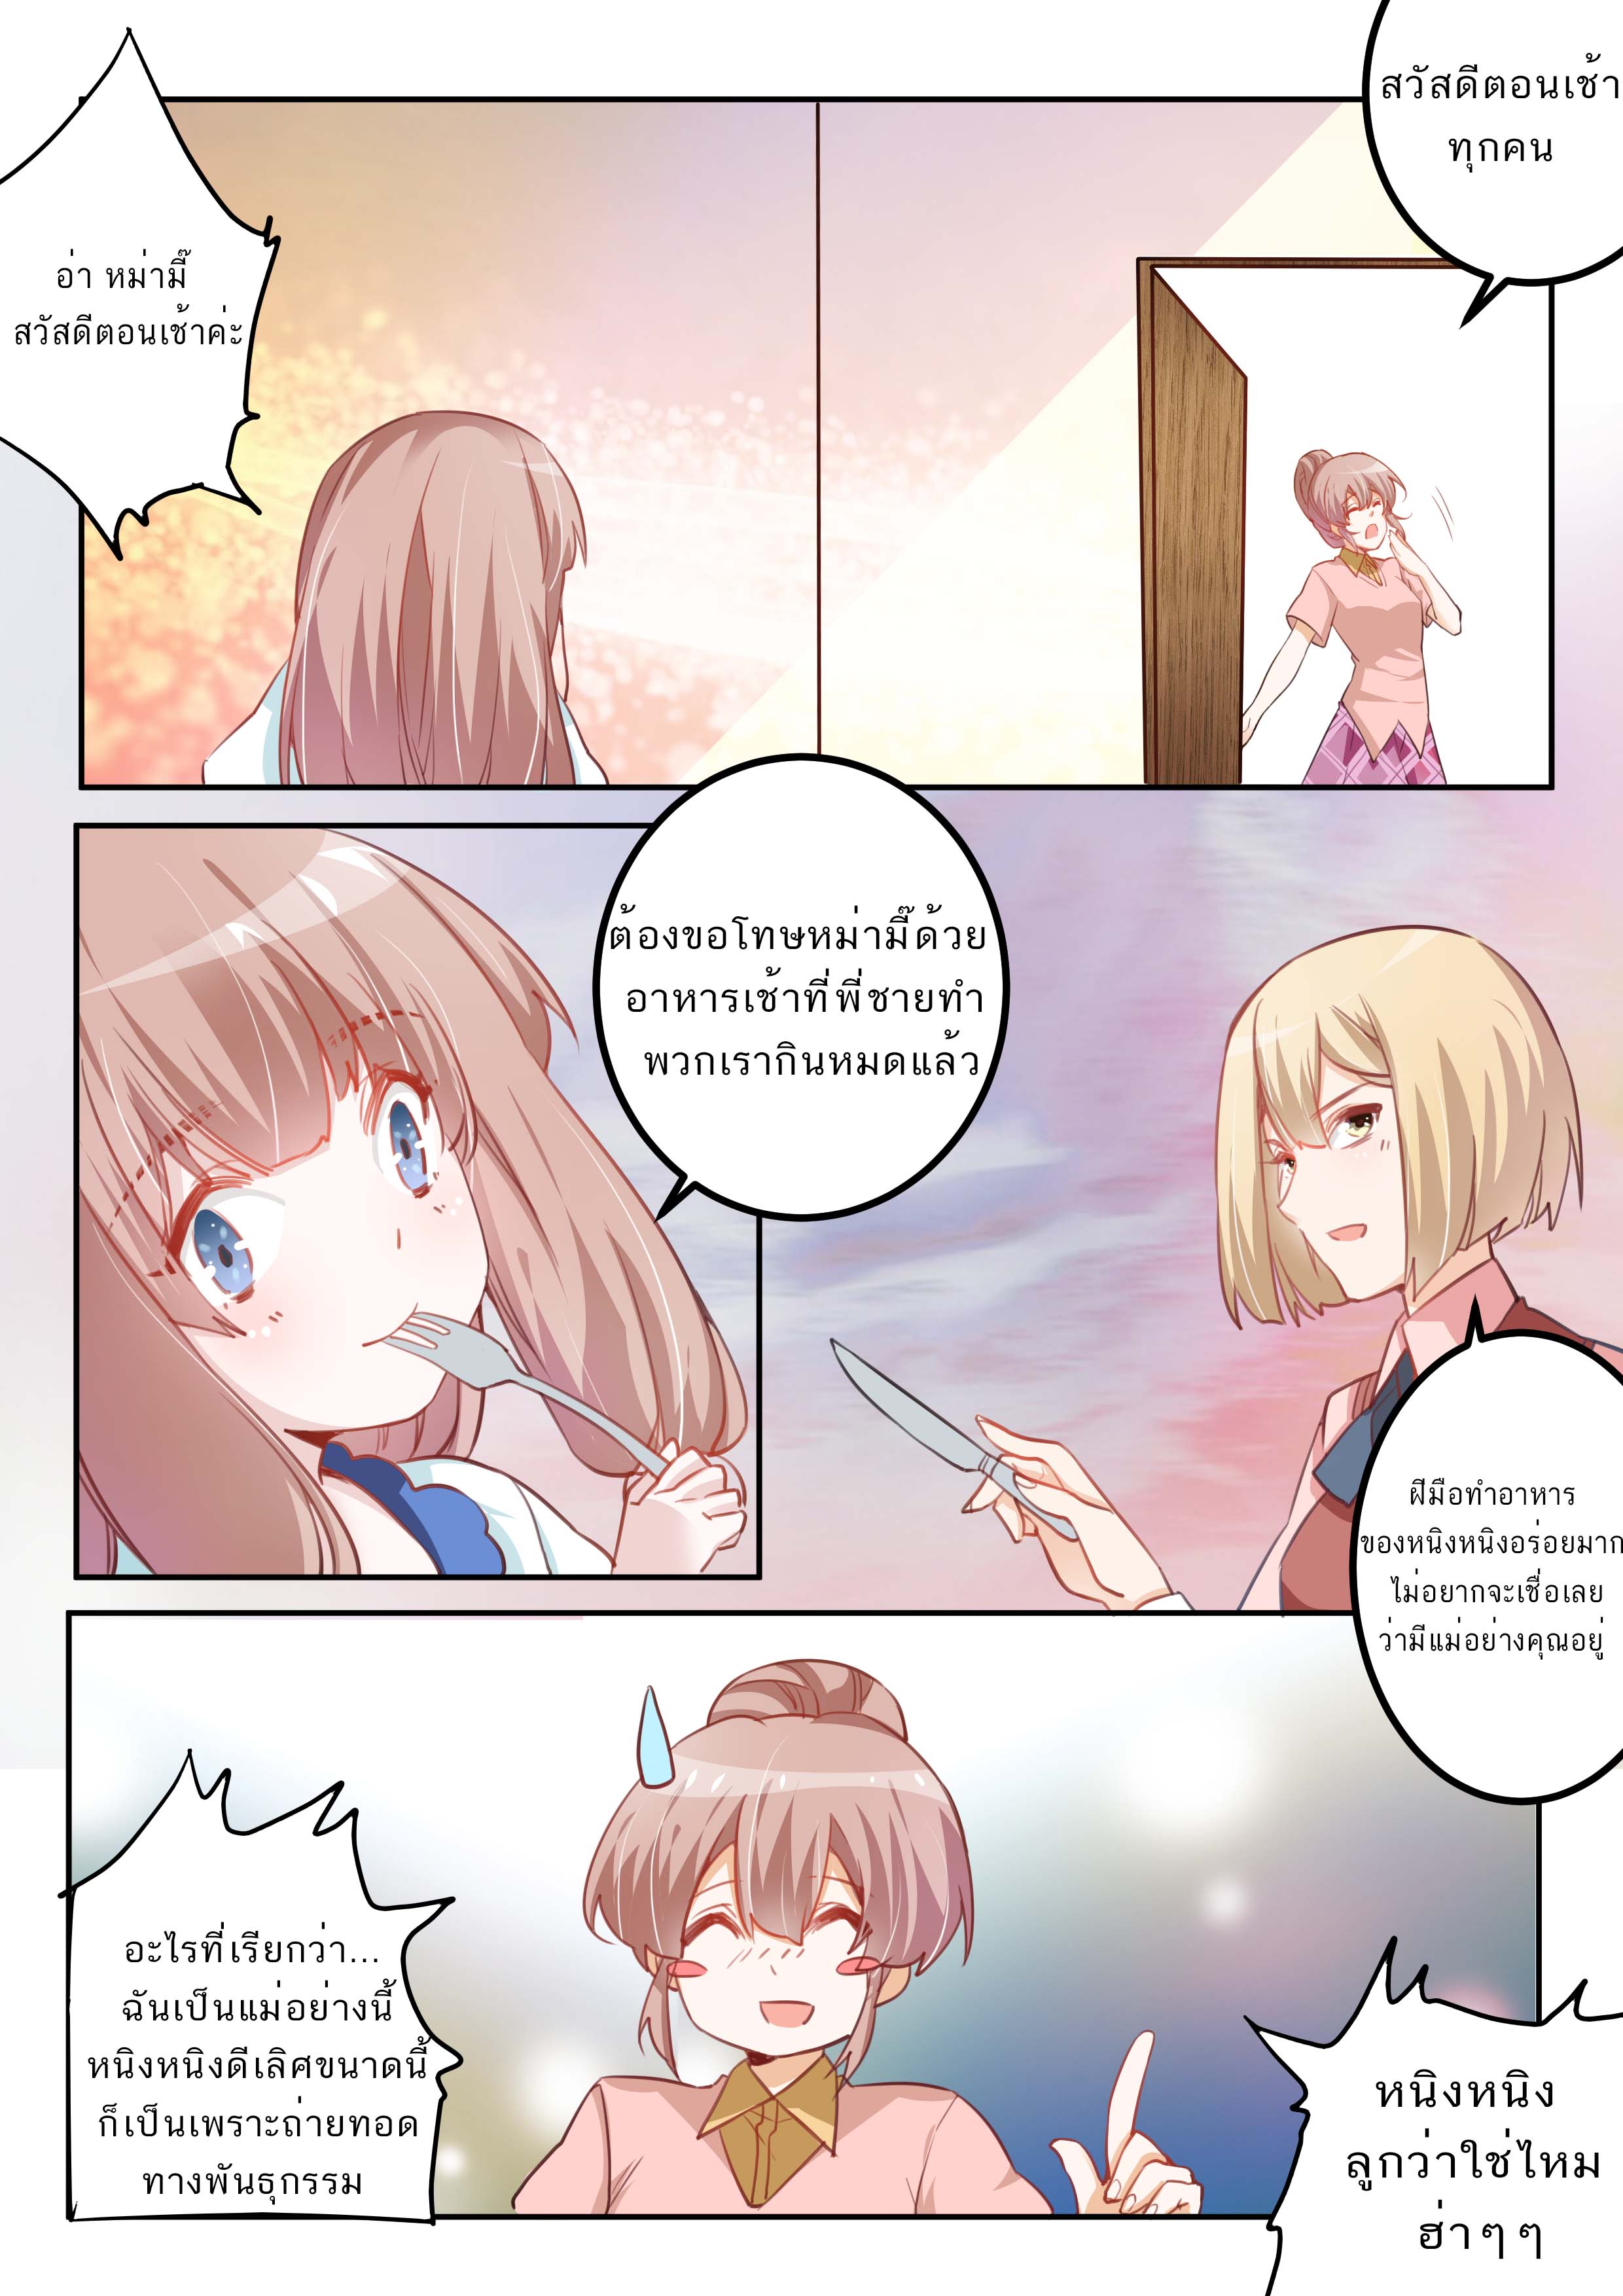 สวัสดีตอนเช้า
ทุกคน
อ่า หม่ามี๊
สวัสดีตอนเช้าค่ะ
ต้องขอโทษหม่ามี๊ด้วย
อาหารเช้าที่พี่ชายทำ
พวกเรากินหมดแล้ว
ฝีมือทำอาหาร
ของหนิงหนิงอร่อยมาก
ไม่อยากจะเชื่อเลย
ว่ามีแม่อย่างคุณอยู่
อะไรที่เรียกว่า...
ฉันเป็นแม่อย่างนี้
หนิงหนิงดีเลิศขนาดนี้
ก็เป็นเพราะถ่ายทอด
ทางพันธุกรรม
หนิงหนิง
ลูกว่าใช่ไหม
ฮ่าๆๆ